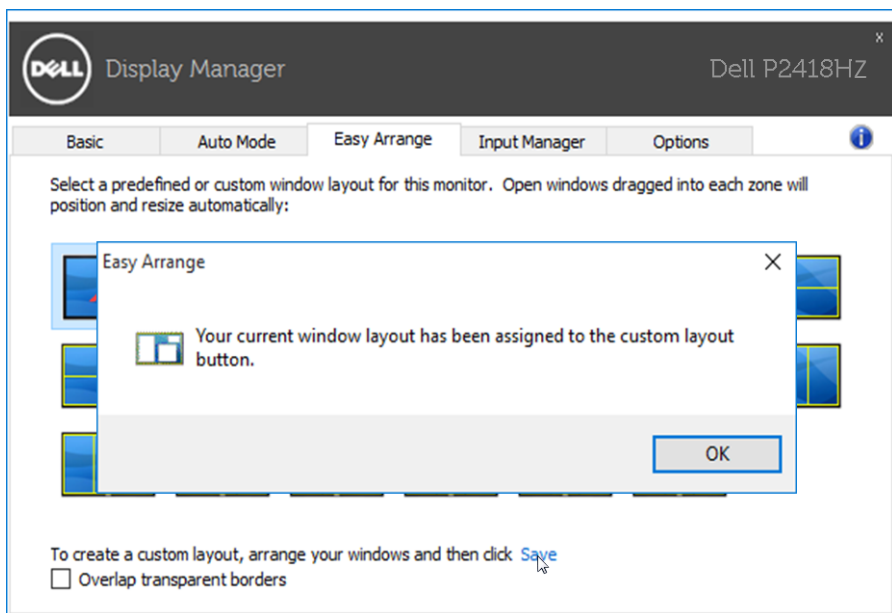 DELL
Display Manager
Dell P2418HZ
x
Basic
Auto Mode
Easy Arrange
Input Manager
Options
i
Select a predefined or custom window layout for this monitor. Open windows dragged into each zone will
position and resize automatically:
Easy Arrange
Your current window layout has been assigned to the custom layout
button.
OK
To create a custom layout, arrange your windows and then click Save
Overlap transparent borders